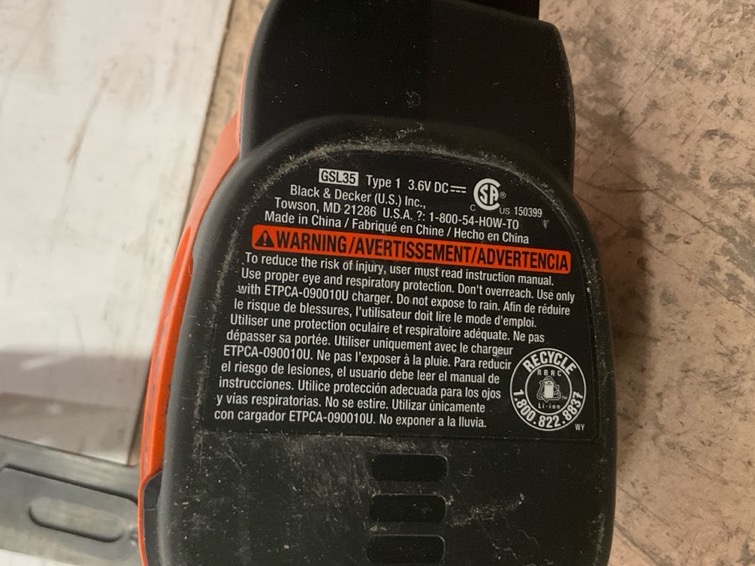 GSL35 Type 1 3.6V DC
Black & Decker (U.S.) Inc.,
Towson, MD 21286 U.S.A. ?: 1-800-54-HOW-TO
Made in China / Fabriqué en Chine / Hecho en China
SA®
C US 150399
WARNING/AVERTISSEMENT/ADVERTENCIA
To reduce the risk of injury, user must read instruction manual.
Use proper eye and respiratory protection. Don't overreach. Use only
with ETPCA-090010U charger. Do not expose to rain. Afin de réduire
le risque de blessures, l'utilisateur doit lire le mode d'emploi.
Utiliser une protection oculaire et respiratoire adéquate. Ne pas
dépasser sa portée. Utiliser uniquement avec le chargeur
ETPCA-090010U. Ne pas l'exposer à la pluie. Para reducir
el riesgo de lesiones, el usuario debe leer el manual de
instrucciones. Utilice protección adecuada para los ojos
y vías respiratorias. No se estire. Utilizar únicamente
con cargador ETPCA-090010U. No exponer a la lluvia.
RECYCLE
RBRC
Li-ion
1.800.822.8837
WY